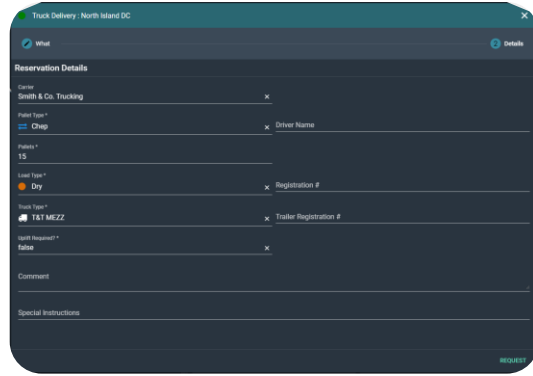 Truck Delivery : North Island DC
What
2 Details
Reservation Details
Carrier
Smith & Co. Trucking
Pallet Type *
Chep
Driver Name
Pallets *
15
Load Type *
Dry
Registration #
Truck Type *
T&T MEZZ
Trailer Registration #
Uplift Required? *
false
Comment
Special Instructions
REQUEST